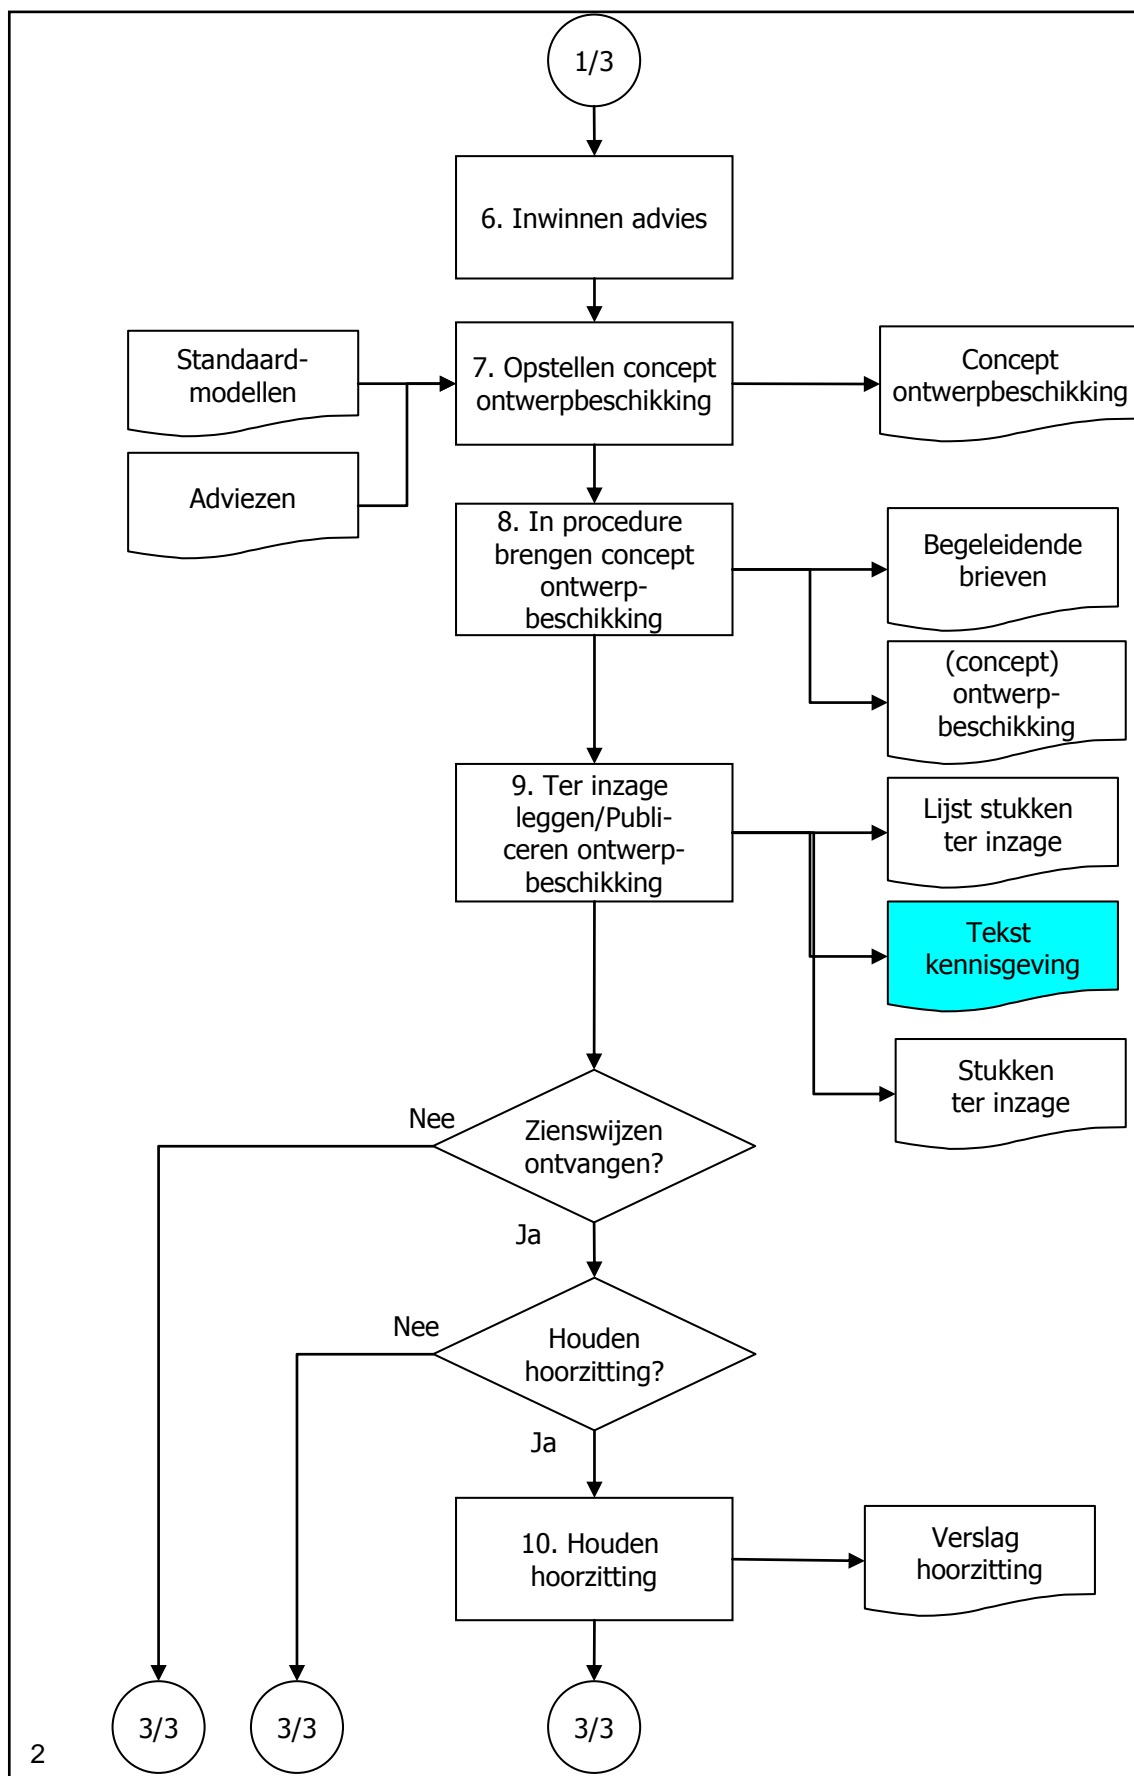 1/3
6. Inwinnen advies
Standaard-
modellen
7. Opstellen concept
ontwerpbeschikking
Concept
ontwerpbeschikking
Adviezen
8. In procedure
brengen concept
ontwerp-
beschikking
Begeleidende
brieven
(concept)
ontwerp-
beschikking
9. Ter inzage
leggen/Publi-
ceren ontwerp-
beschikking
Lijst stukken
ter inzage
Tekst
kennisgeving
Stukken
ter inzage
Nee
Zienswijzen
ontvangen?
Ja
Nee
Houden
hoorzitting?
Ja
10. Houden
hoorzitting
Verslag
hoorzitting
3/3
3/3
3/3
2